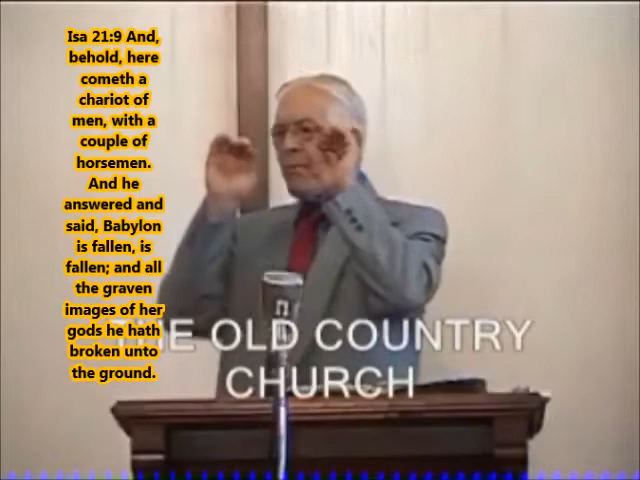 Isa 21:9 And,
behold, here
cometh a
chariot of
men, with a
couple of
horsemen.
And he
answered and
said, Babylon
is fallen, is
fallen; and all
the graven
images of her
gods he hath
broken unto
the ground.
THE OLD COUNTRY
CHURCH